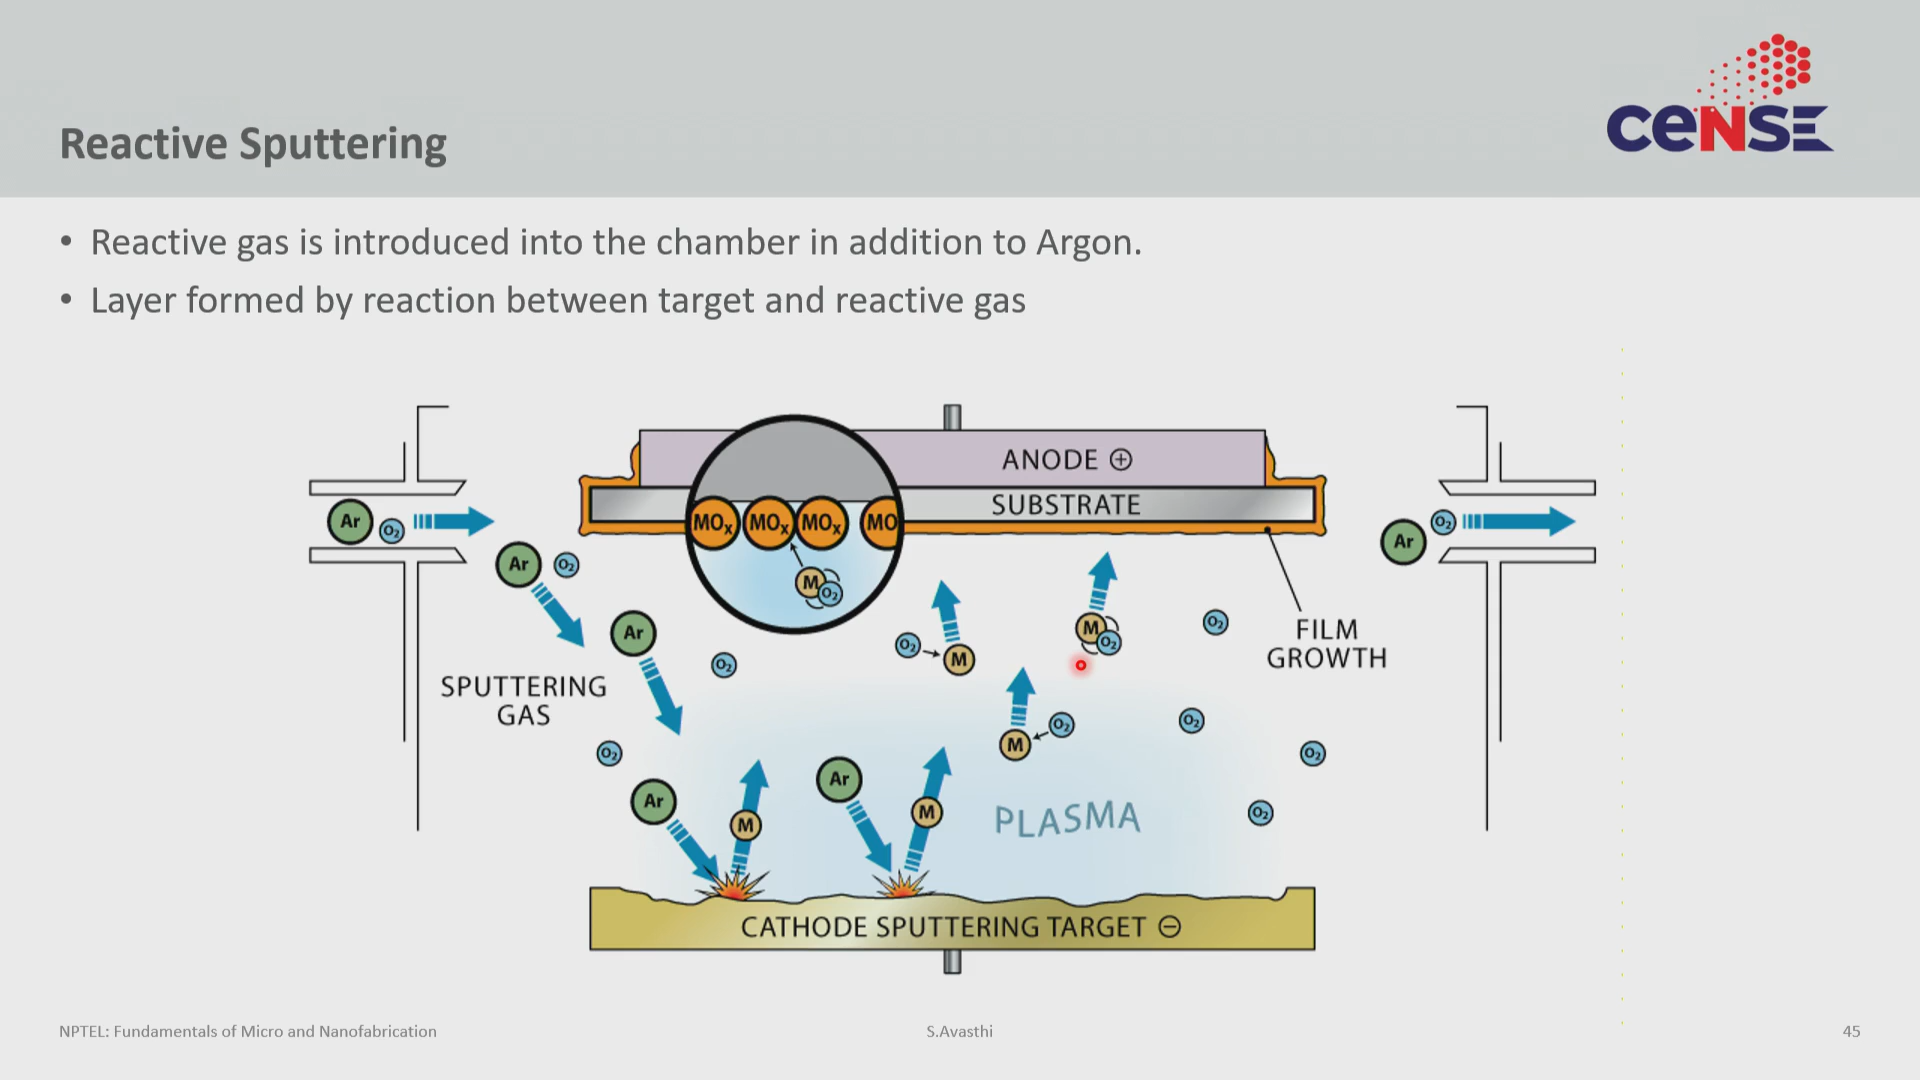 CeNSE
Reactive Sputtering
• Reactive gas is introduced into the chamber in addition to Argon.
• Layer formed by reaction between target and reactive gas
ANODE ⊕
SUBSTRATE
Ar
O₂
Ar
O₂
MOₓ MOₓ MOₓ MO
Ar
O₂
M
O₂
Ar
O₂
M
O₂
O₂
M
O₂
FILM
GROWTH
SPUTTERING
GAS
O₂
M
O₂
O₂
O₂
O₂
Ar
M
Ar
M
PLASMA
O₂
CATHODE SPUTTERING TARGET ⊖
NPTEL: Fundamentals of Micro and Nanofabrication
S.Avasthi
45